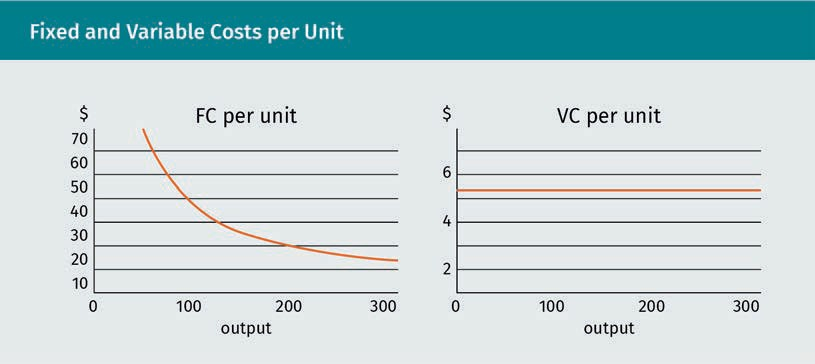 Fixed and Variable Costs per Unit
$
FC per unit
70
60
50
40
30
20
10
0 100 200 300
output
$
VC per unit
6
4
2
0 100 200 300
output